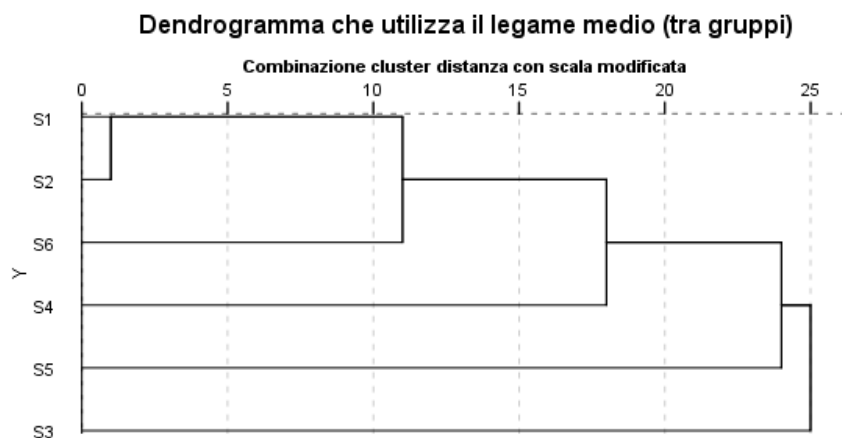 Dendrogramma che utilizza il legame medio (tra gruppi)
Combinazione cluster distanza con scala modificata
0 5 10 15 20 25
S1
S2
S6
Y
S4
S5
S3